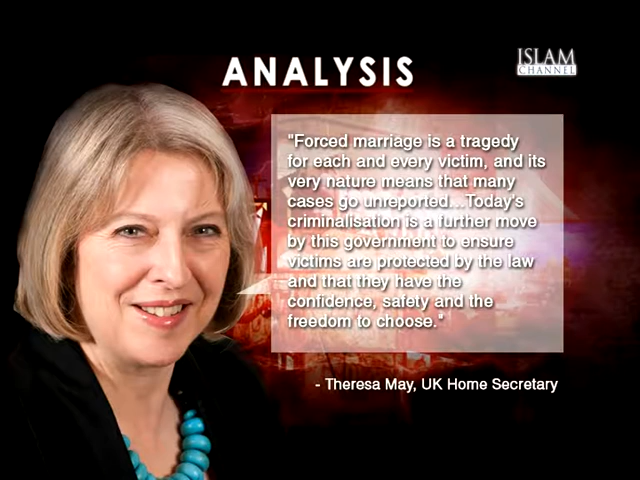 ISLAM
CHANNEL
ANALYSIS
"Forced marriage is a tragedy
for each and every victim, and its
very nature means that many
cases go unreported...Today's
criminalisation is a further move
by this government to ensure
victims are protected by the law
and that they have the
confidence, safety and the
freedom to choose."
- Theresa May, UK Home Secretary